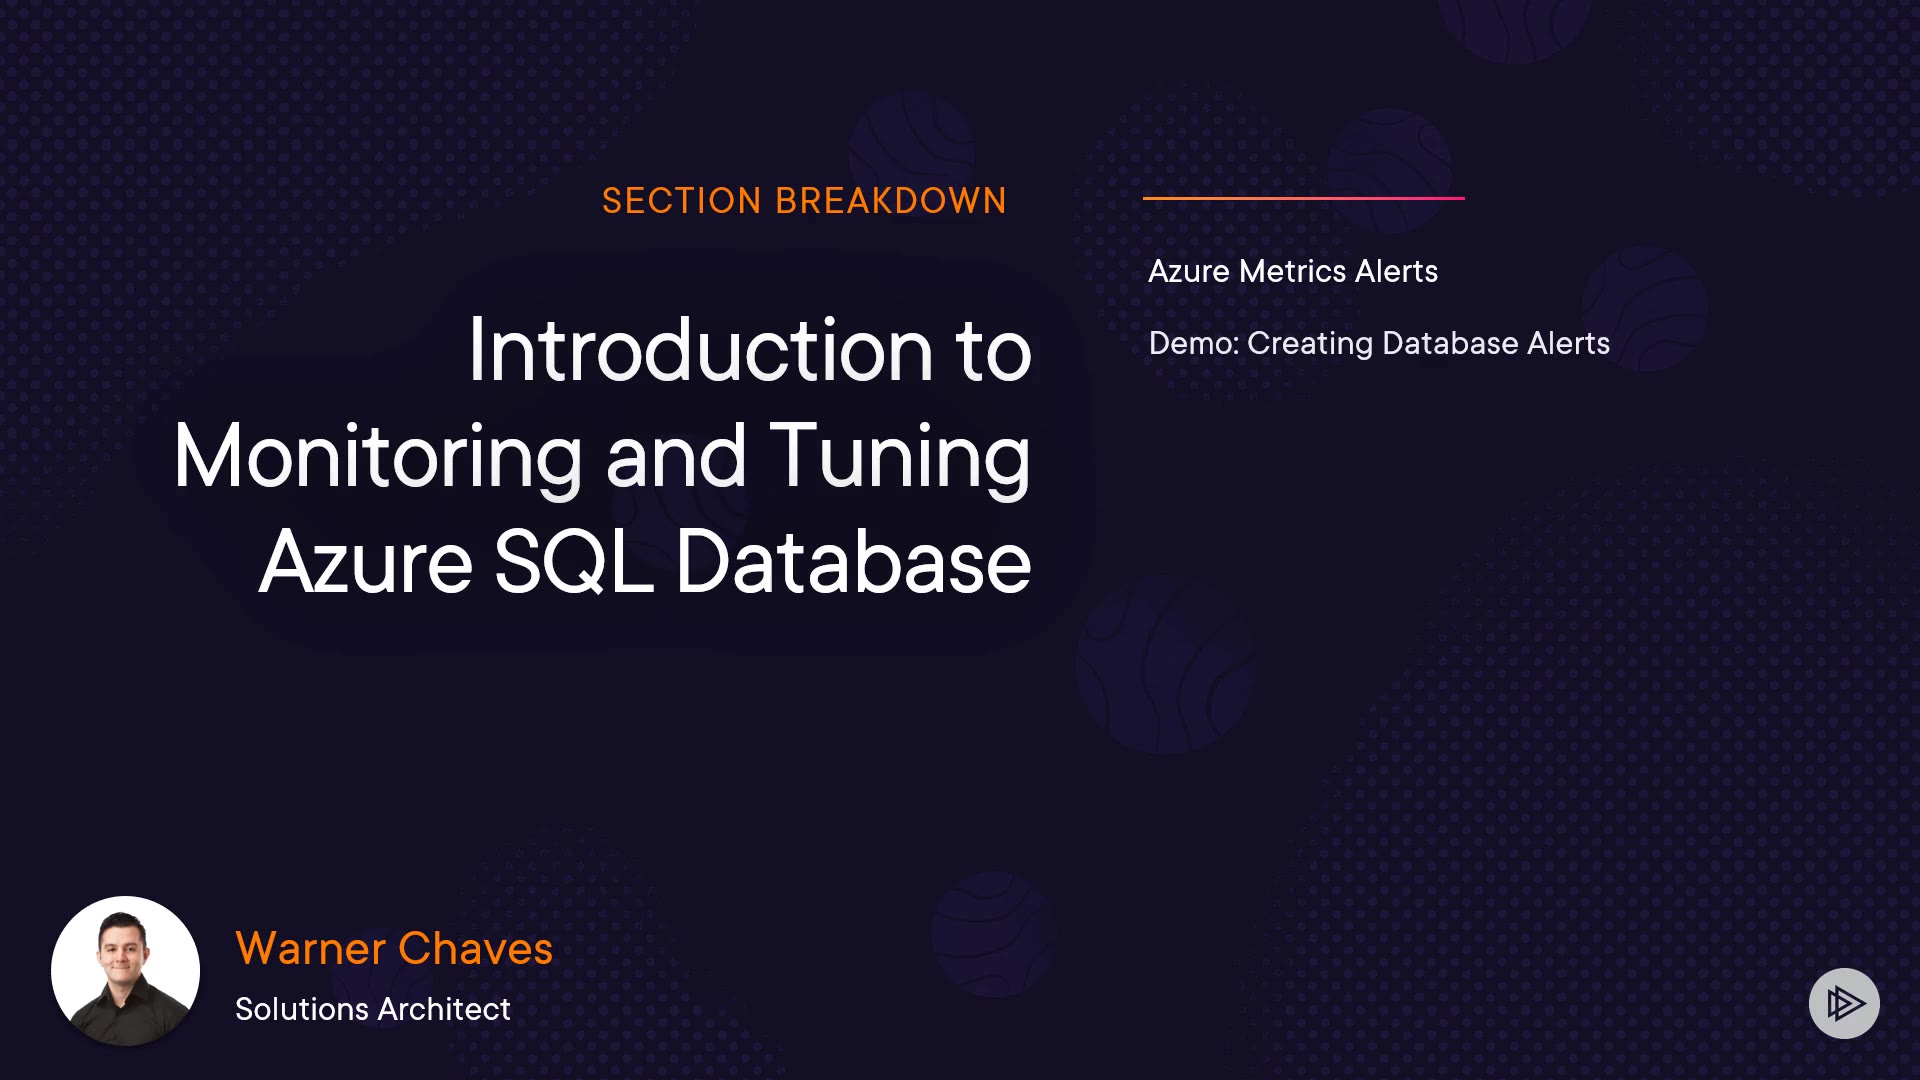 SECTION BREAKDOWN
Introduction to
Monitoring and Tuning
Azure SQL Database
Azure Metrics Alerts
Demo: Creating Database Alerts
Warner Chaves
Solutions Architect